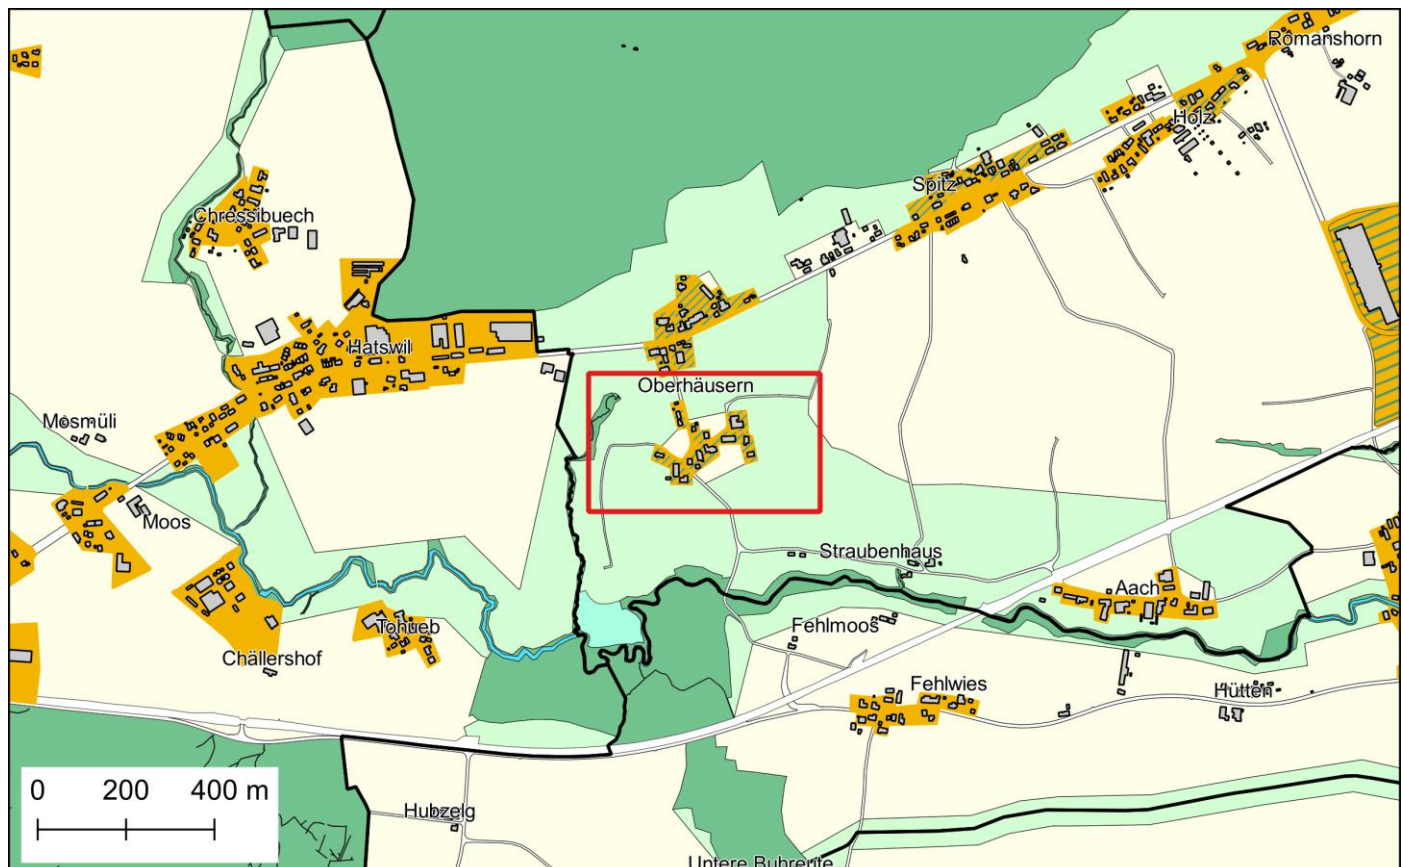 Romanshorn
Holz
Spitz
Chressibuech
Hatswil
Oberhäusern
Mosmüli
Moos
Straubenhaus
Aach
Fehlmoos
Tohueb
Chällershof
Fehlwies
Hütten
0 200 400 m
Hubzelg
Untere Buhreute